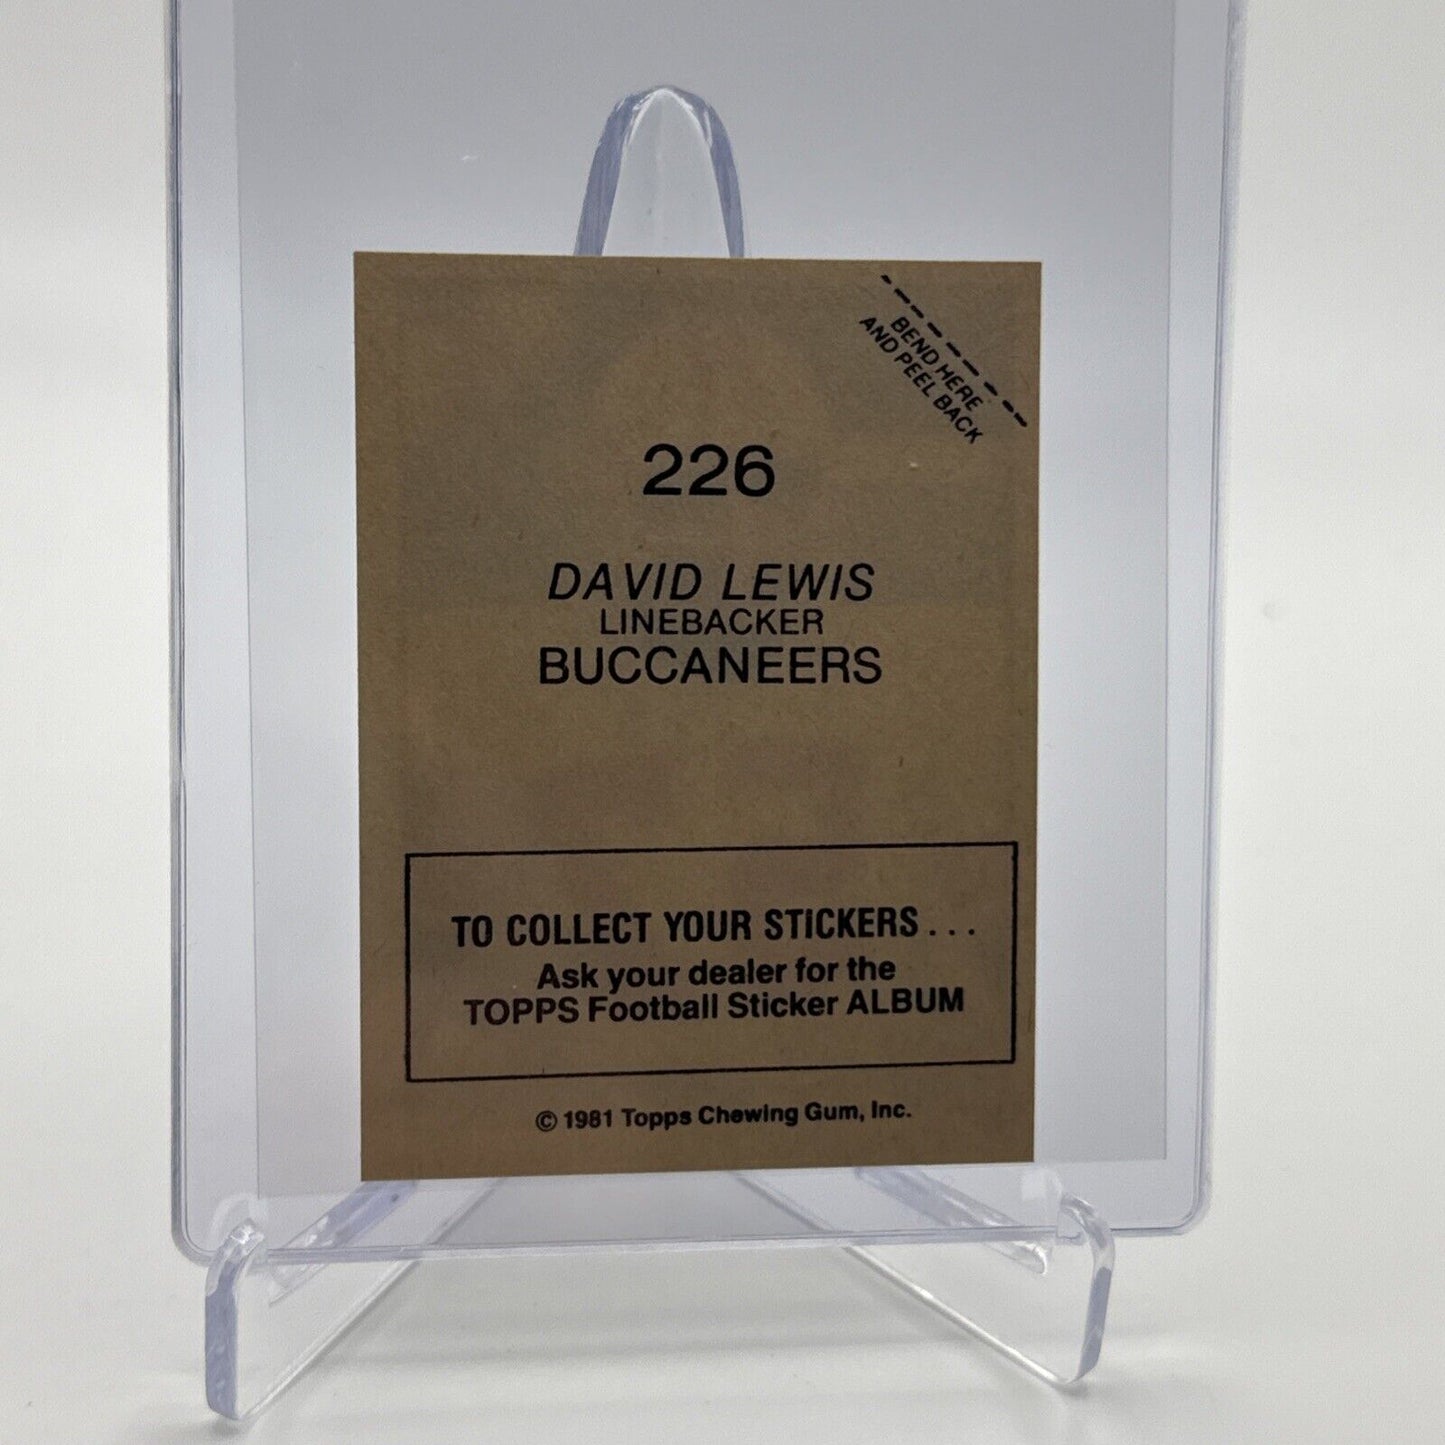 BEND HERE
AND PEEL BACK
226
DAVID LEWIS
LINEBACKER
BUCCANEERS
TO COLLECT YOUR STICKERS...
Ask your dealer for the
TOPPS Football Sticker ALBUM
© 1981 Topps Chewing Gum, Inc.